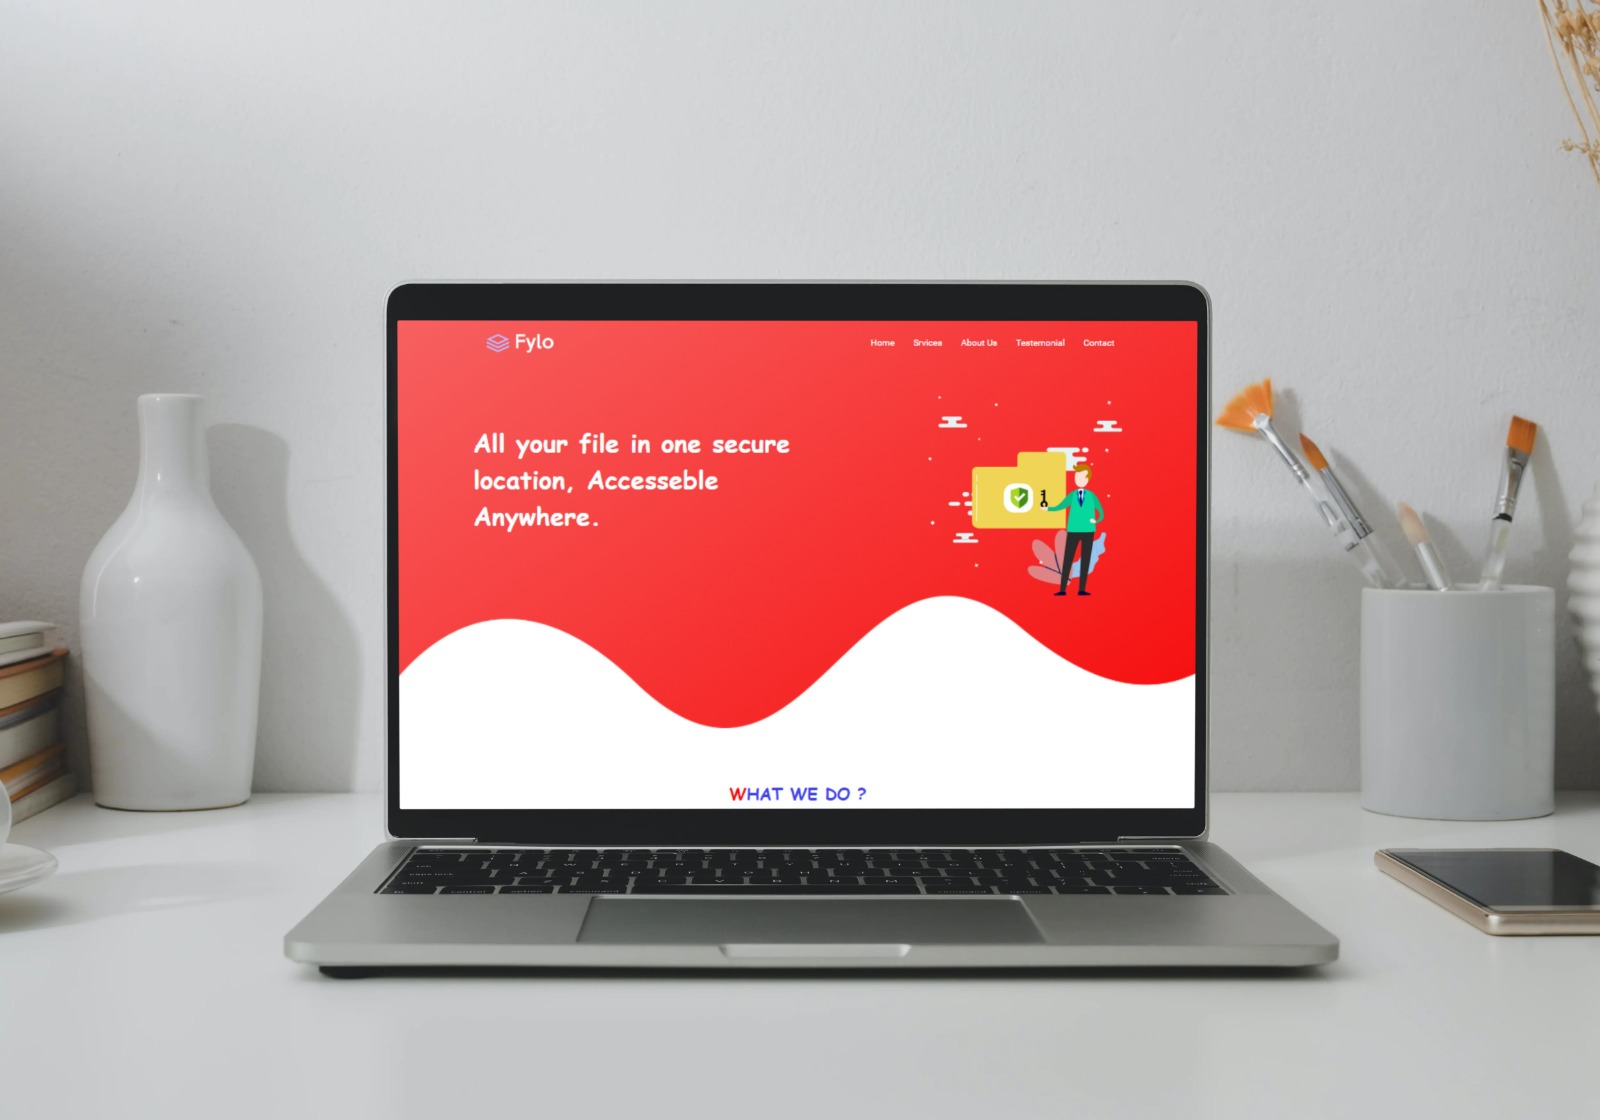 Fylo
Home Srvices About Us Testemonial Contact
All your file in one secure
location, Accesseble
Anywhere.
WHAT WE DO ?